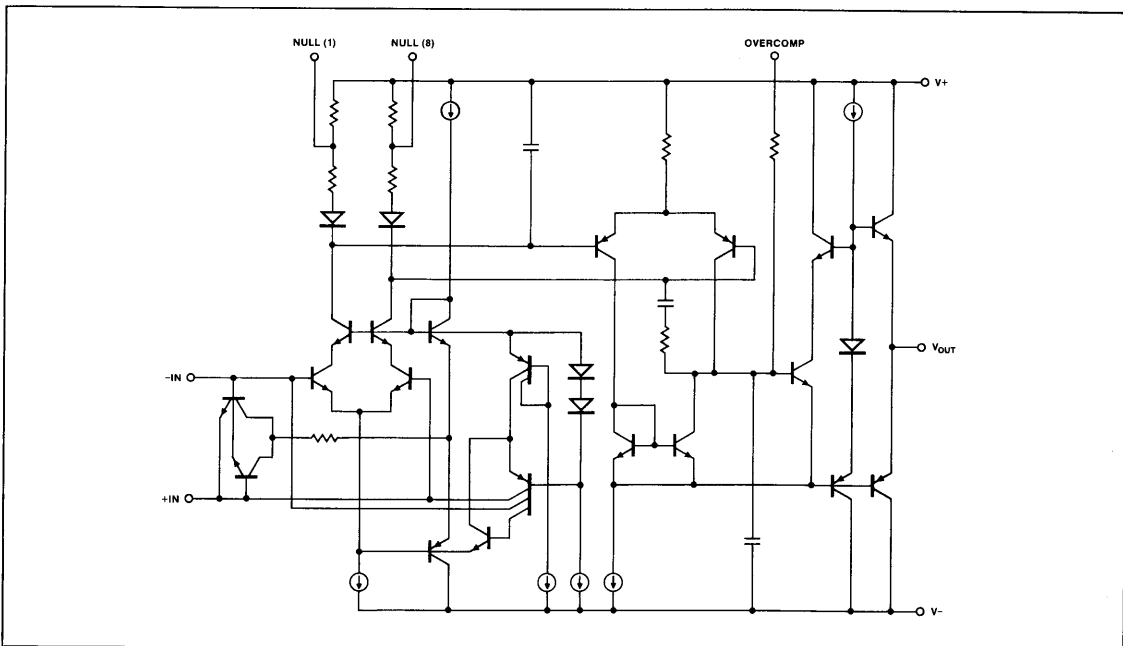 NULL (1)
NULL (8)
OVERCOMP
V+
-IN
VOUT
+IN
V-